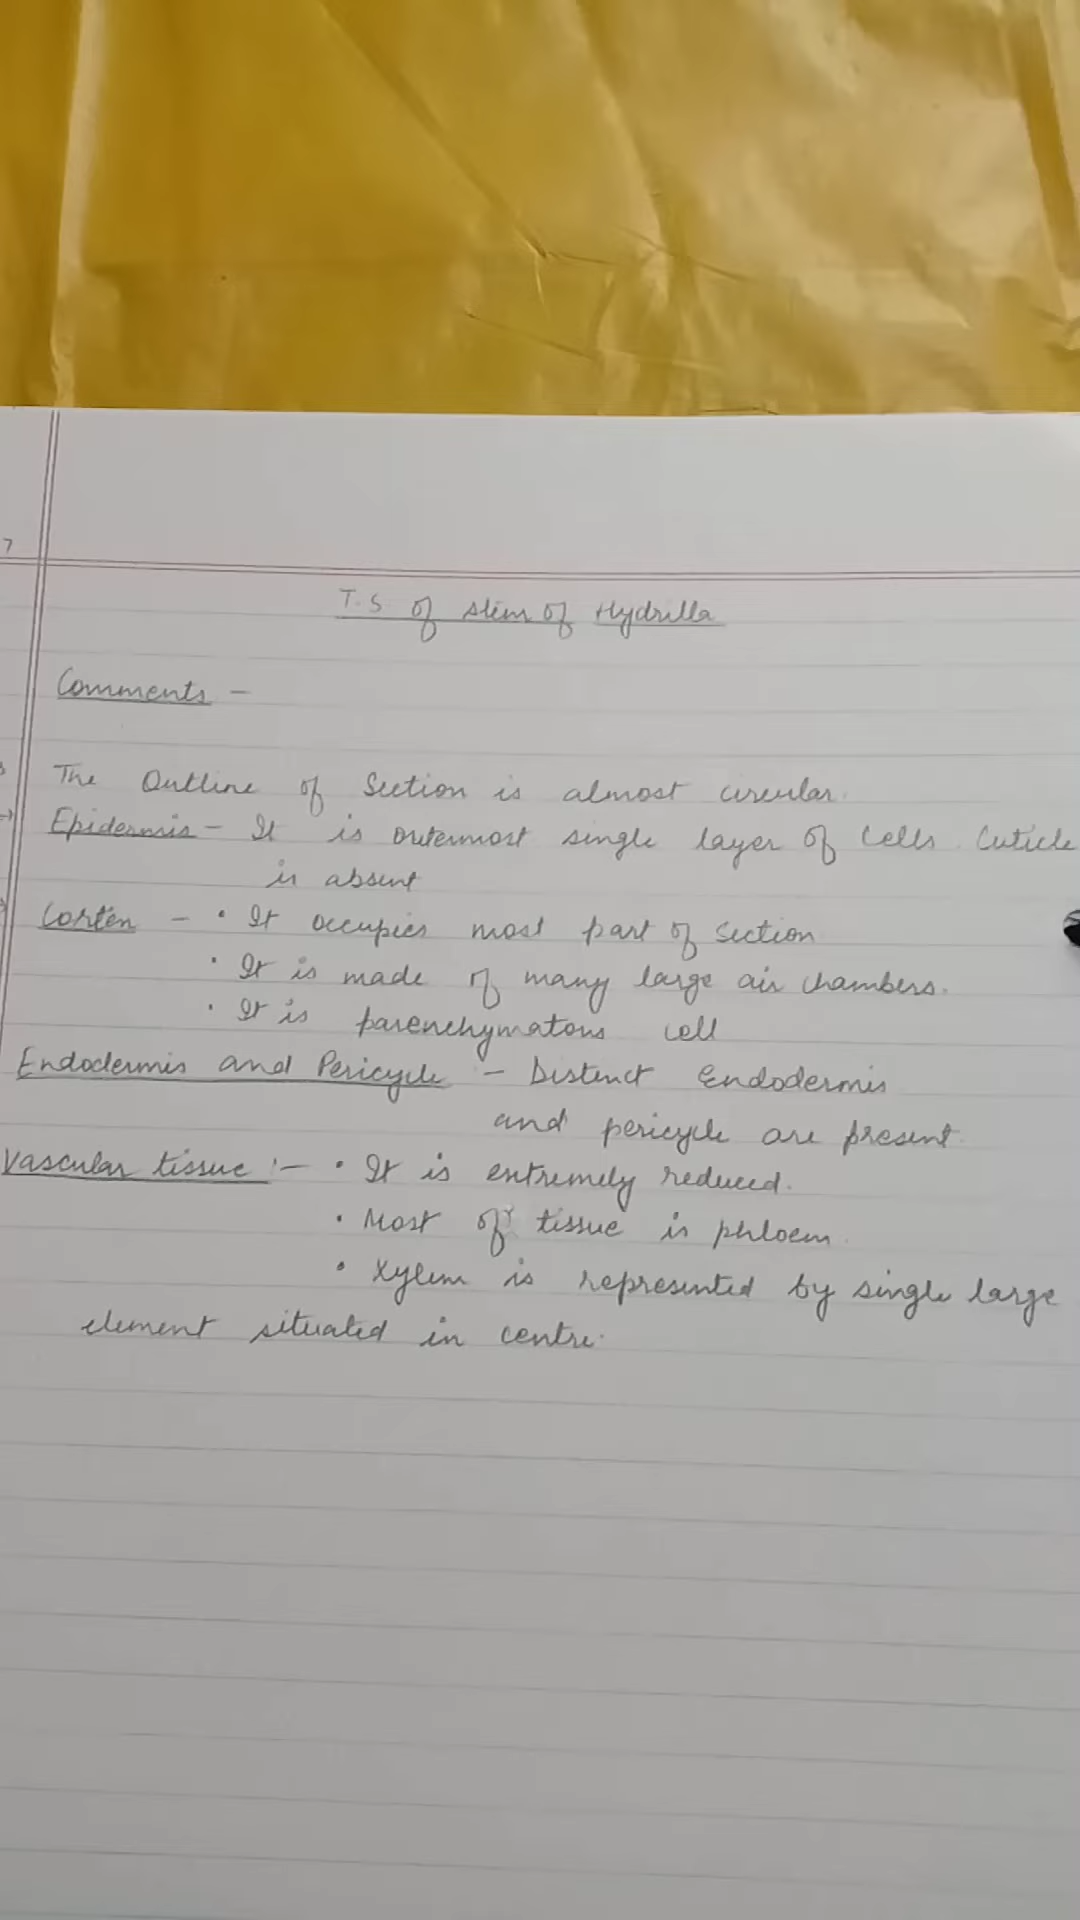 7
T.S. of stem of Hydrilla
Comments -
The Outline of Section is almost circular.
Epidermis - It is outermost single layer of cells. Cuticle
is absent
Cortex - • It occupies most part of section
• It is made of many large air chambers.
• It is parenchymatous cell
Endodermis and Pericycle - Distinct Endodermis
and pericycle are present.
Vascular tissue :- • It is extremely reduced.
• Most of tissue is phloem.
• Xylem is represented by single large
element situated in centre.